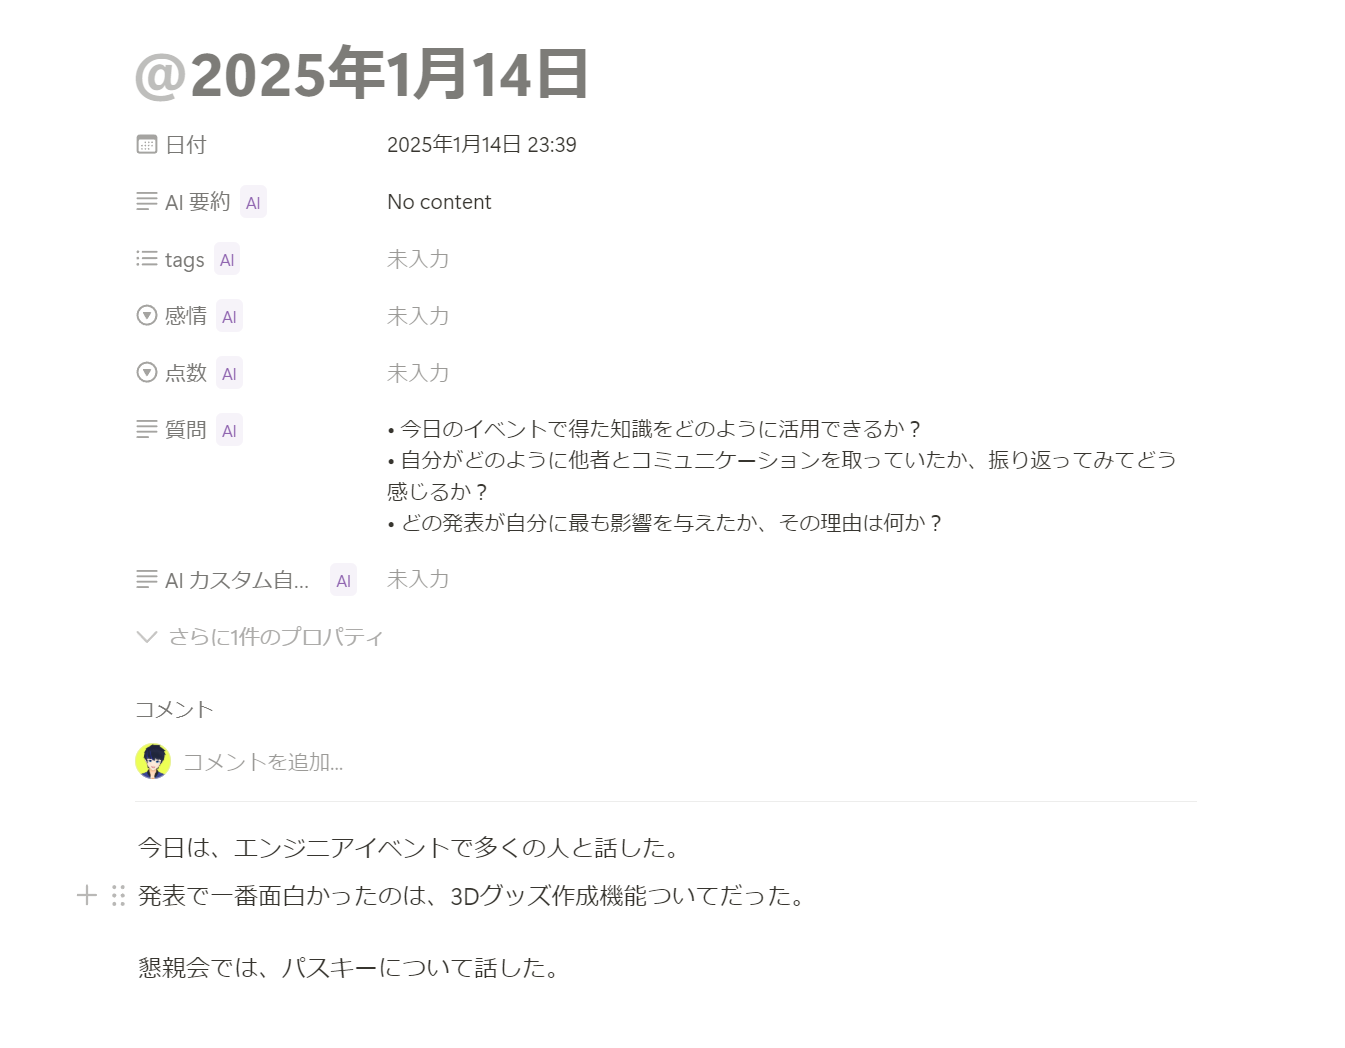 @2025年1月14日
日付 2025年1月14日 23:39
AI 要約 AI No content
tags AI 未入力
感情 AI 未入力
点数 AI 未入力
質問 AI • 今日のイベントで得た知識をどのように活用できるか？
• 自分がどのように他者とコミュニケーションを取っていたか、振り返ってみてどう
感じるか？
• どの発表が自分に最も影響を与えたか、その理由は何か？
AI カスタム自... AI 未入力
さらに1件のプロパティ
コメント
コメントを追加...
今日は、エンジニアイベントで多くの人と話した。
発表で一番面白かったのは、3Dグッズ作成機能ついてだった。
懇親会では、パスキーについて話した。